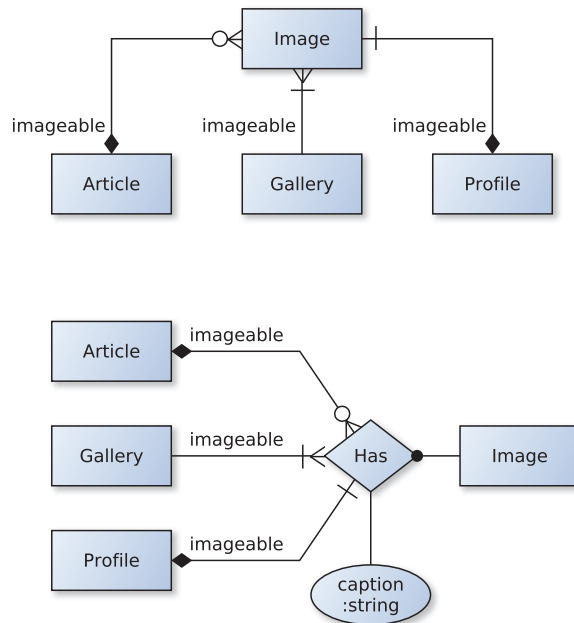 Image
imageable
imageable
imageable
Article
Gallery
Profile
Article
imageable
Gallery
imageable
Has
Image
Profile
imageable
caption
:string